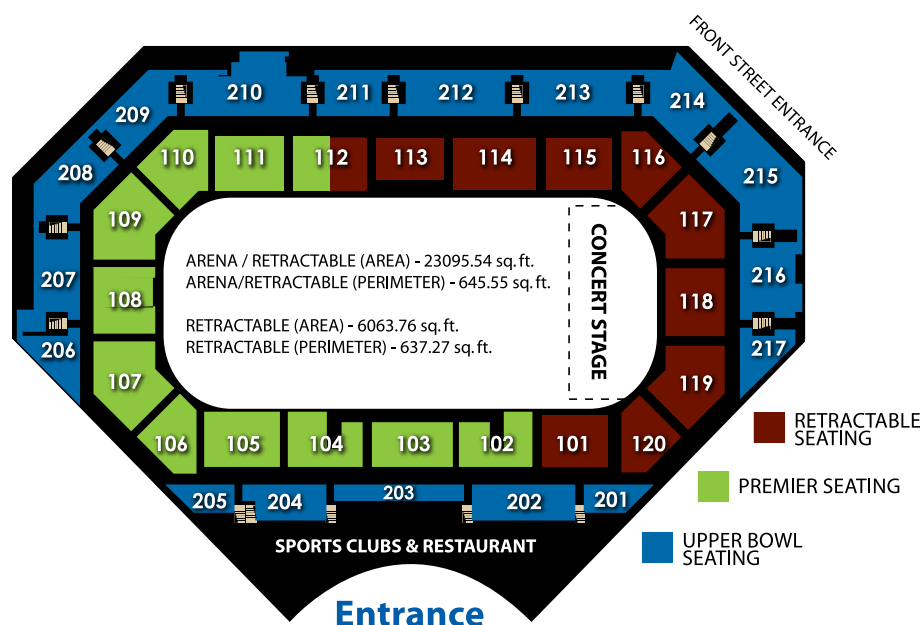 FRONT STREET ENTRANCE
210
211
212
213
214
209
208
215
110
111
112
113
114
115
116
109
117
207
108
118
216
206
217
107
119
106
105
104
103
102
101
120
ARENA / RETRACTABLE (AREA) - 23095.54 sq. ft.
ARENA/RETRACTABLE (PERIMETER) - 645.55 sq. ft.
RETRACTABLE (AREA) - 6063.76 sq. ft.
RETRACTABLE (PERIMETER) - 637.27 sq. ft.
CONCERT STAGE
205
204
203
202
201
SPORTS CLUBS & RESTAURANT
Entrance
RETRACTABLE
SEATING
PREMIER SEATING
UPPER BOWL
SEATING